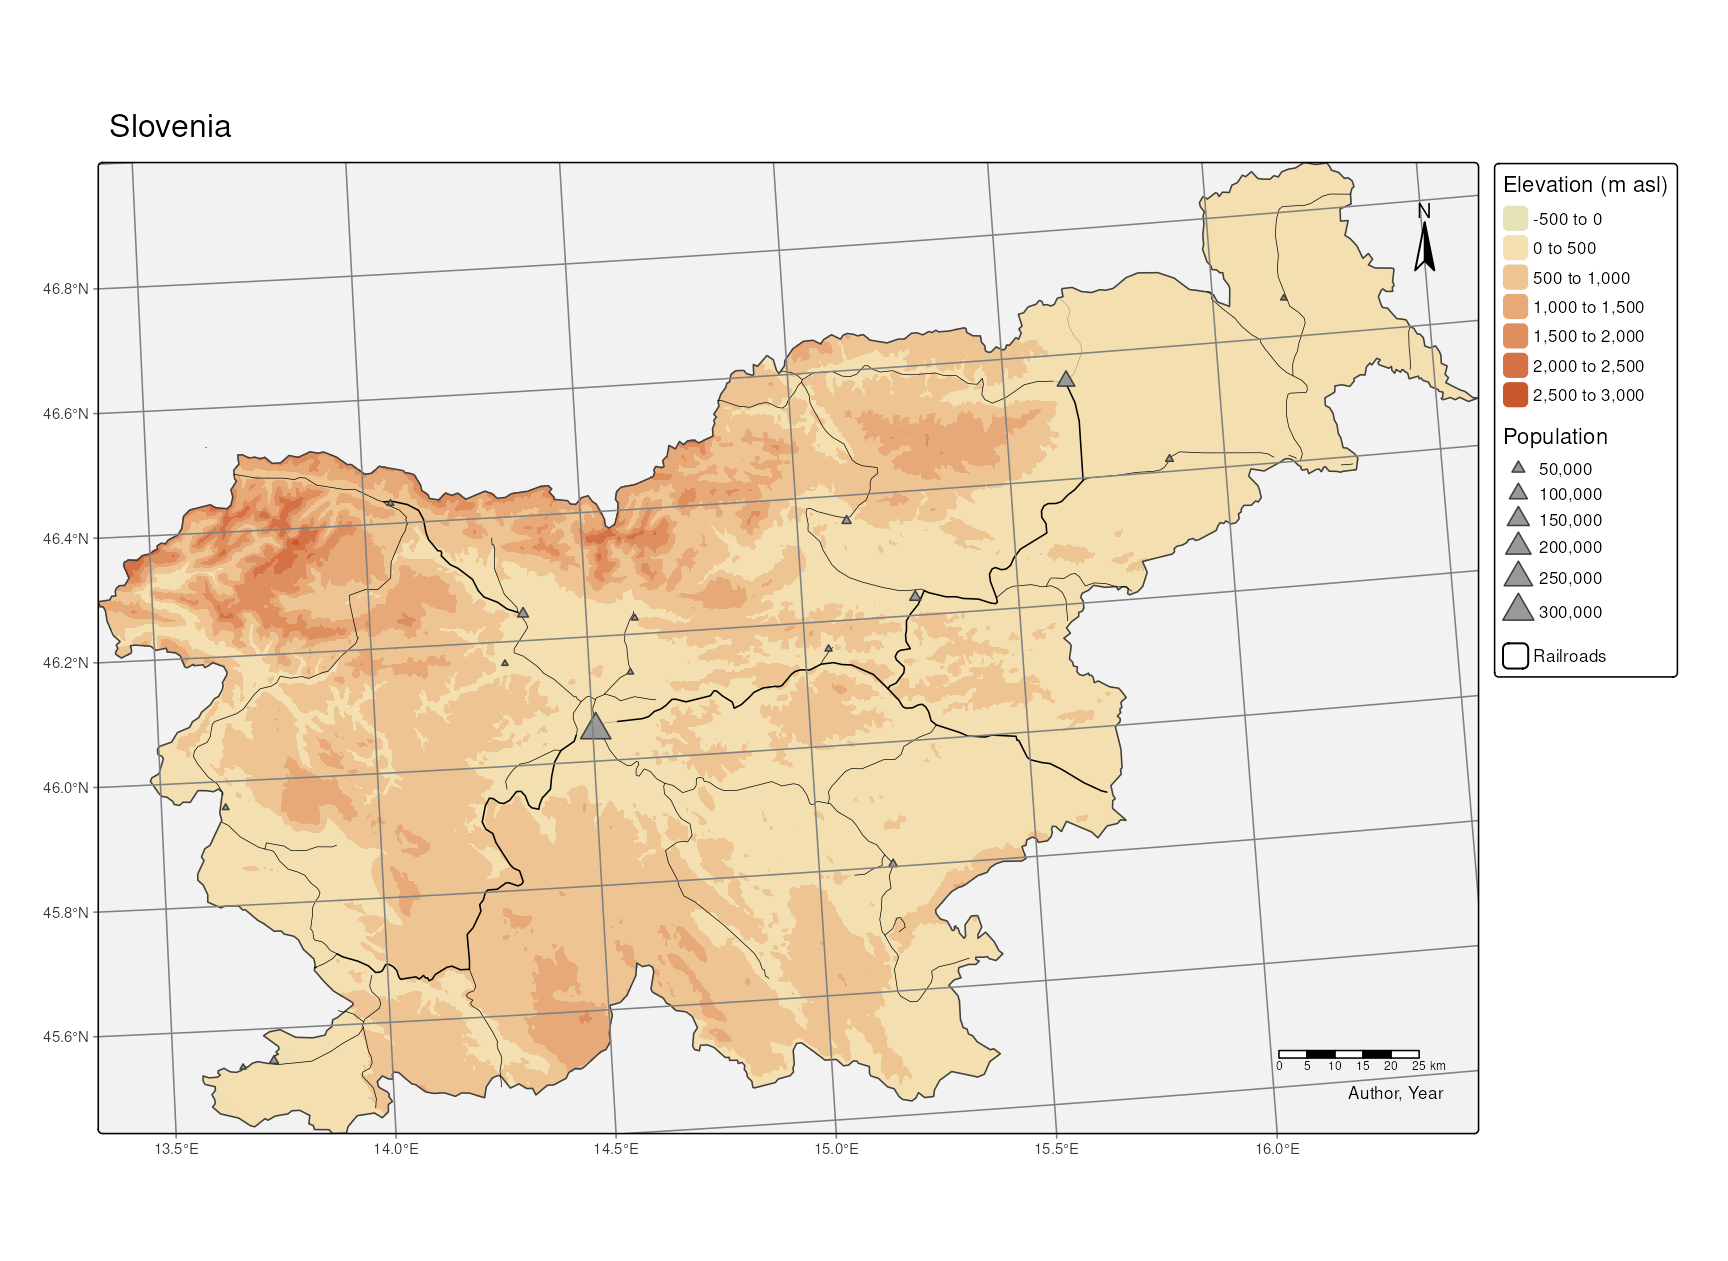 Slovenia
Elevation (m asl)
-500 to 0
0 to 500
500 to 1,000
1,000 to 1,500
1,500 to 2,000
2,000 to 2,500
2,500 to 3,000
Population
50,000
100,000
150,000
200,000
250,000
300,000
Railroads
N
46.8°N
46.6°N
46.4°N
46.2°N
46.0°N
45.8°N
45.6°N
0 5 10 15 20 25 km
Author, Year
13.5°E 14.0°E 14.5°E 15.0°E 15.5°E 16.0°E